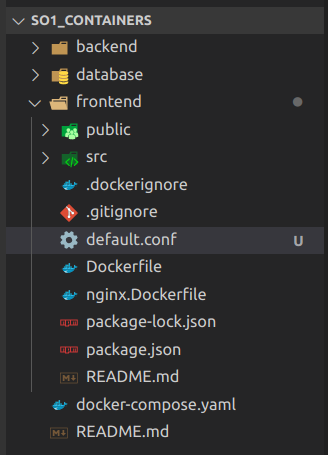 SO1_CONTAINERS
backend
database
frontend
public
src
.dockerignore
.gitignore
default.conf U
Dockerfile
nginx.Dockerfile
package-lock.json
package.json
README.md
docker-compose.yaml
README.md